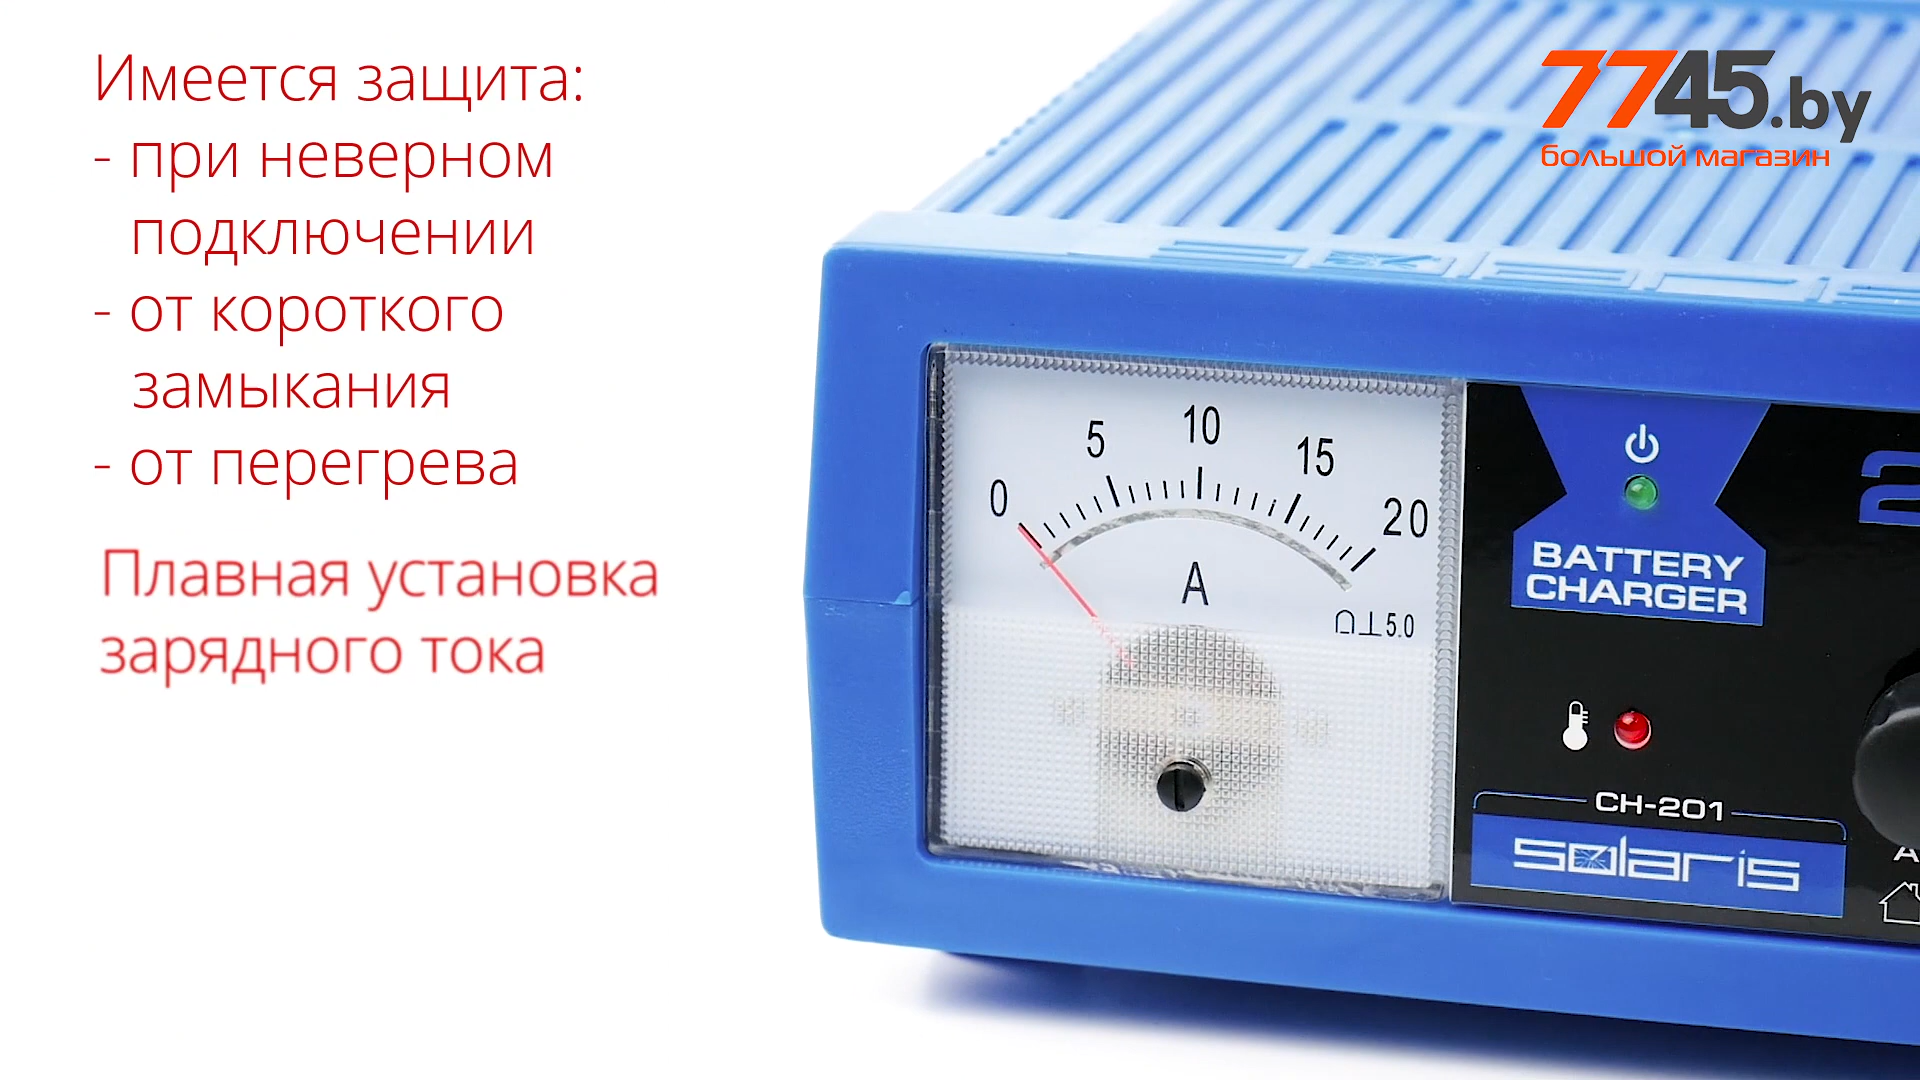 Имеется защита:
- при неверном
подключении
- от короткого
замыкания
- от перегрева
Плавная установка
зарядного тока
7745.by
большой магазин
0 5 10 15 20
A
5.0
BATTERY
CHARGER
2
CH-201
solaris
A